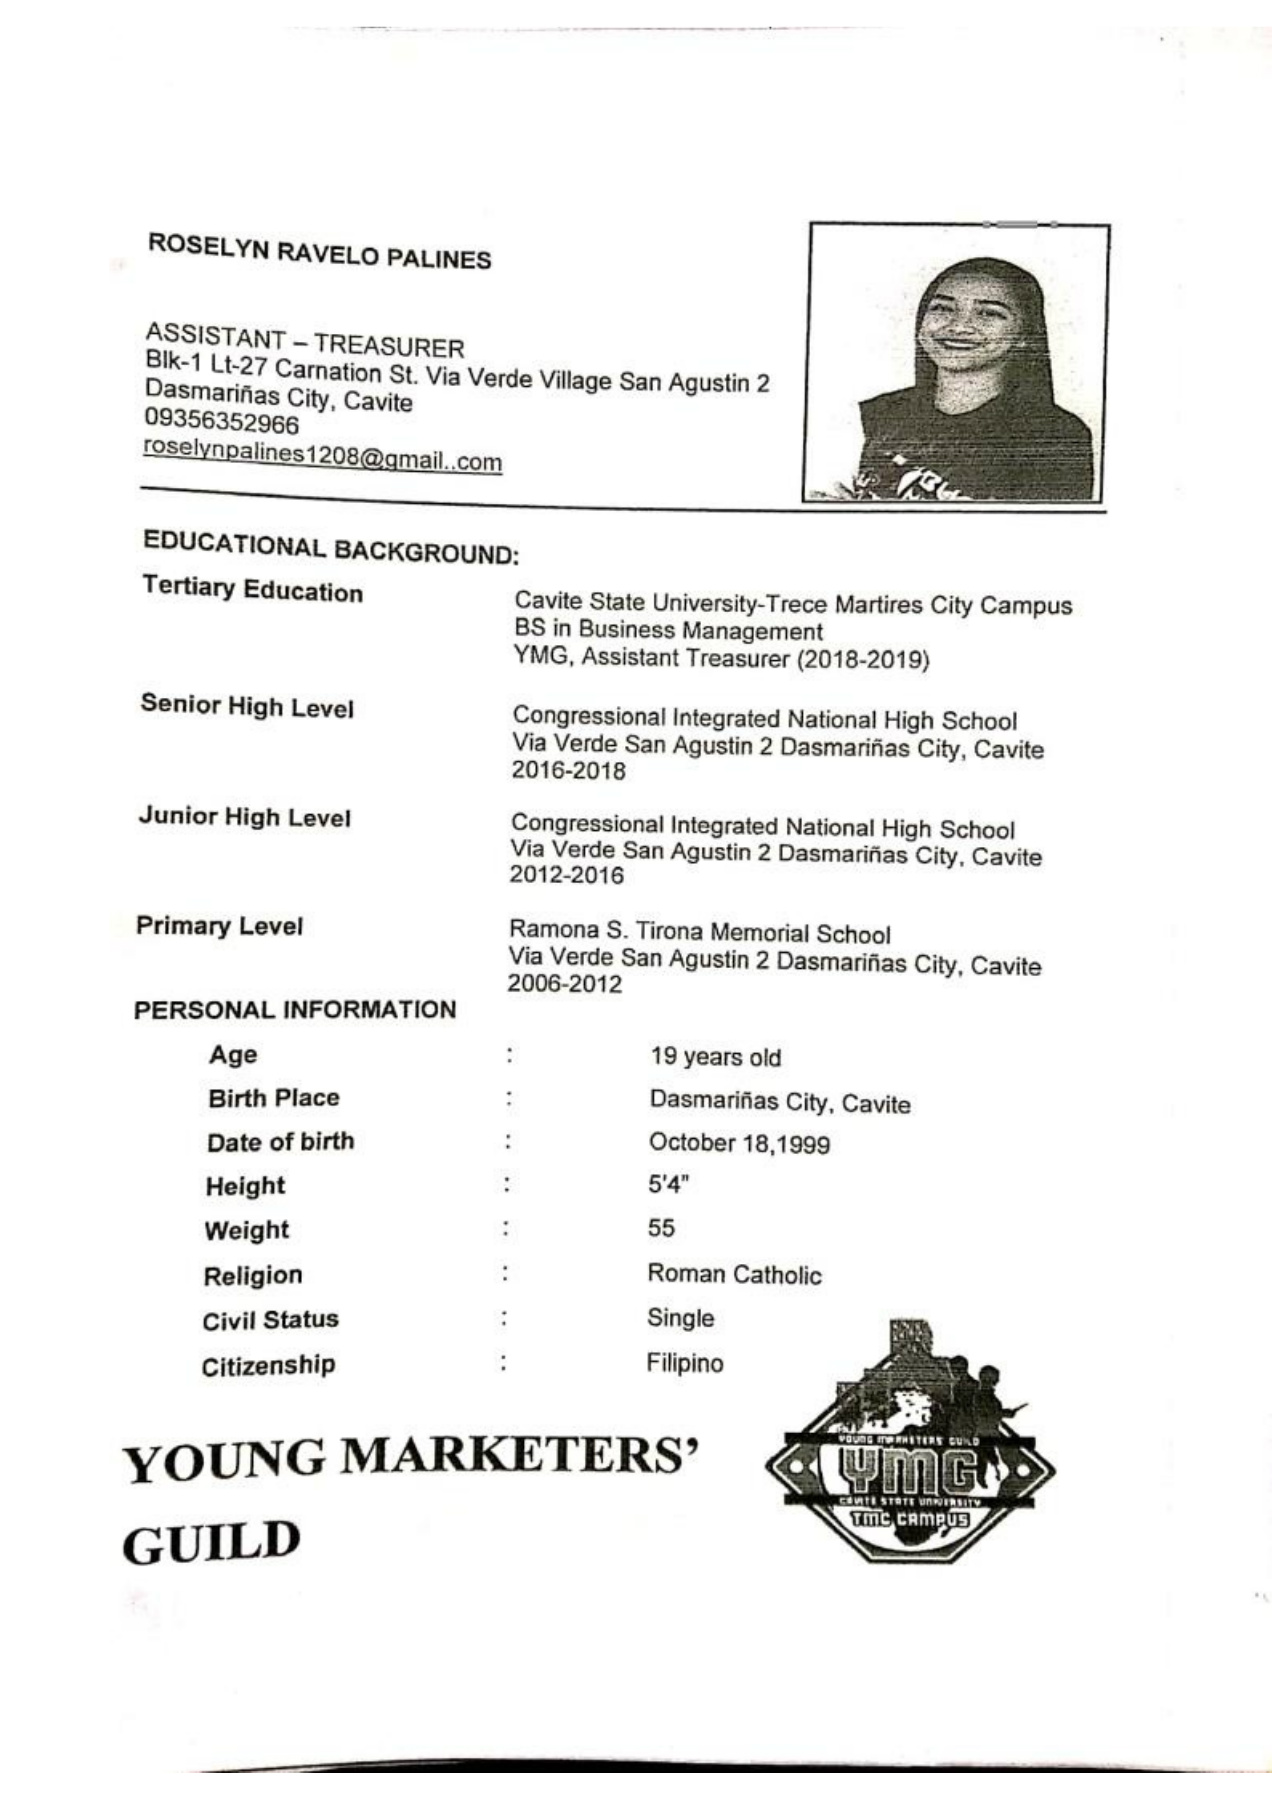 ROSELYN RAVELO PALINES
ASSISTANT – TREASURER
Blk-1 Lt-27 Carnation St. Via Verde Village San Agustin 2
Dasmariñas City, Cavite
09356352966
roselynpalines1208@gmail..com
EDUCATIONAL BACKGROUND:
Tertiary Education
Cavite State University-Trece Martires City Campus
BS in Business Management
YMG, Assistant Treasurer (2018-2019)
Senior High Level
Congressional Integrated National High School
Via Verde San Agustin 2 Dasmariñas City, Cavite
2016-2018
Junior High Level
Congressional Integrated National High School
Via Verde San Agustin 2 Dasmariñas City, Cavite
2012-2016
Primary Level
Ramona S. Tirona Memorial School
Via Verde San Agustin 2 Dasmariñas City, Cavite
2006-2012
PERSONAL INFORMATION
Age : 19 years old
Birth Place : Dasmariñas City, Cavite
Date of birth : October 18,1999
Height : 5'4"
Weight : 55
Religion : Roman Catholic
Civil Status : Single
Citizenship : Filipino
YOUNG MARKETERS'
GUILD
YOUNG MARKETERS' GUILD
YMG
CAVITE STATE UNIVERSITY
TMC CAMPUS